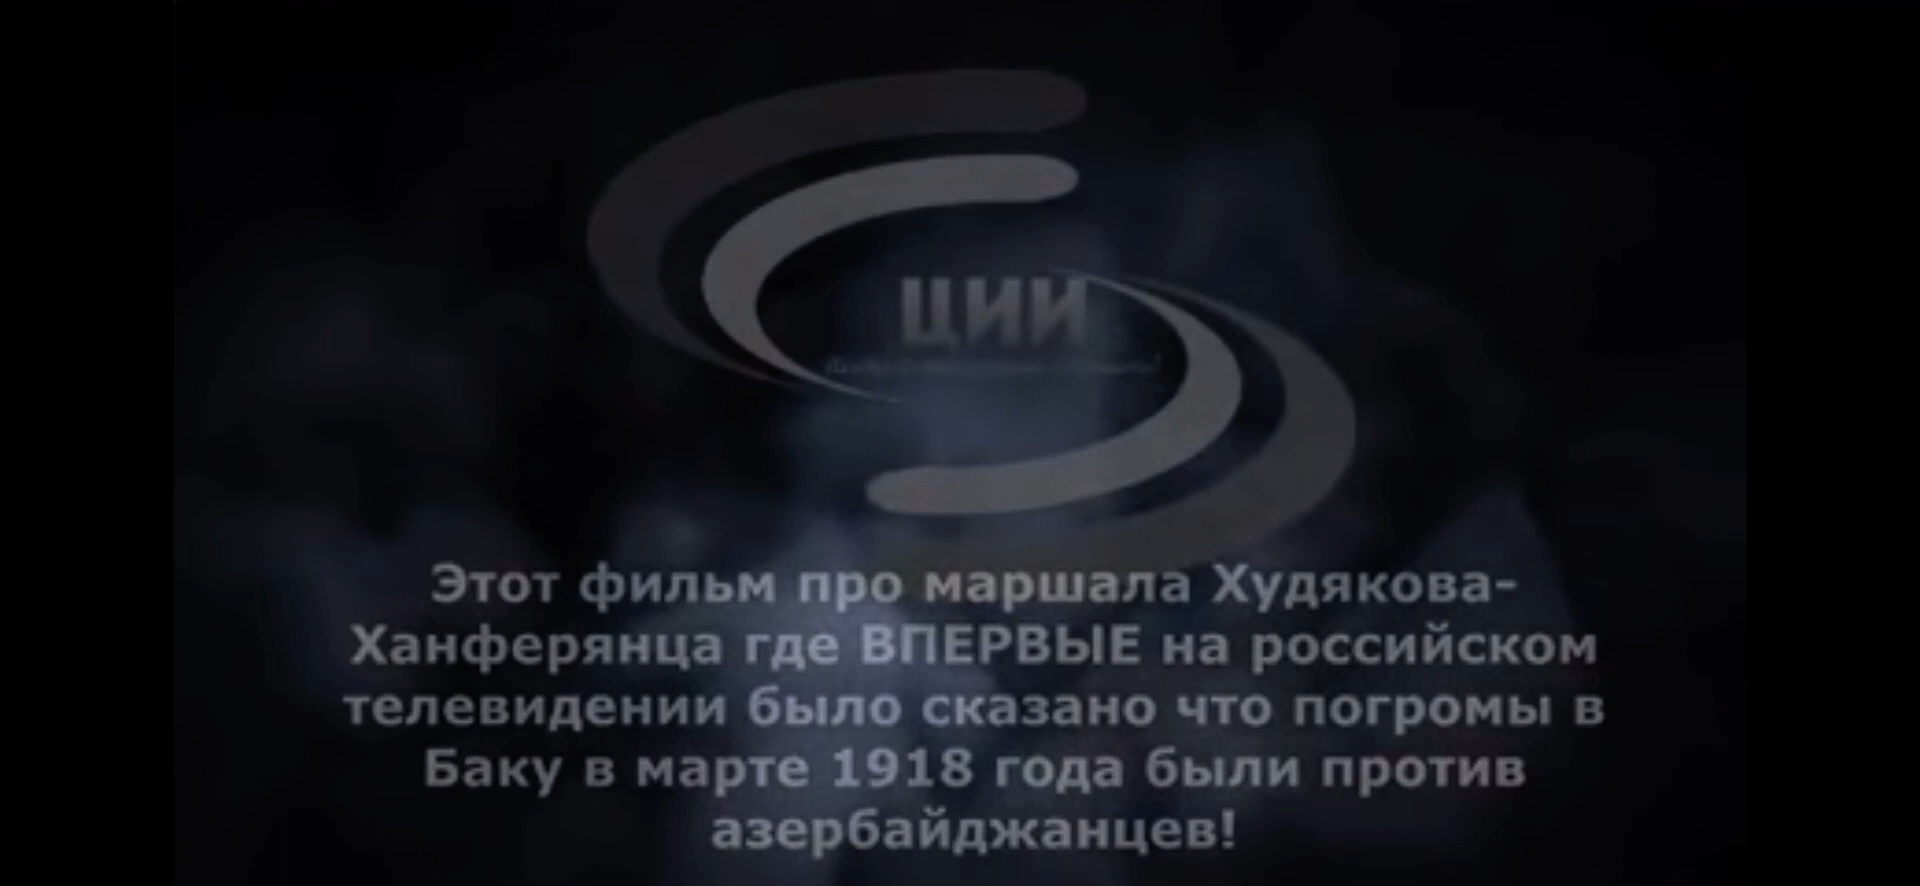 ЦИИ
Этот фильм про маршала Худякова-
Ханферянца где ВПЕРВЫЕ на российском
телевидении было сказано что погромы в
Баку в марте 1918 года были против
азербайджанцев!